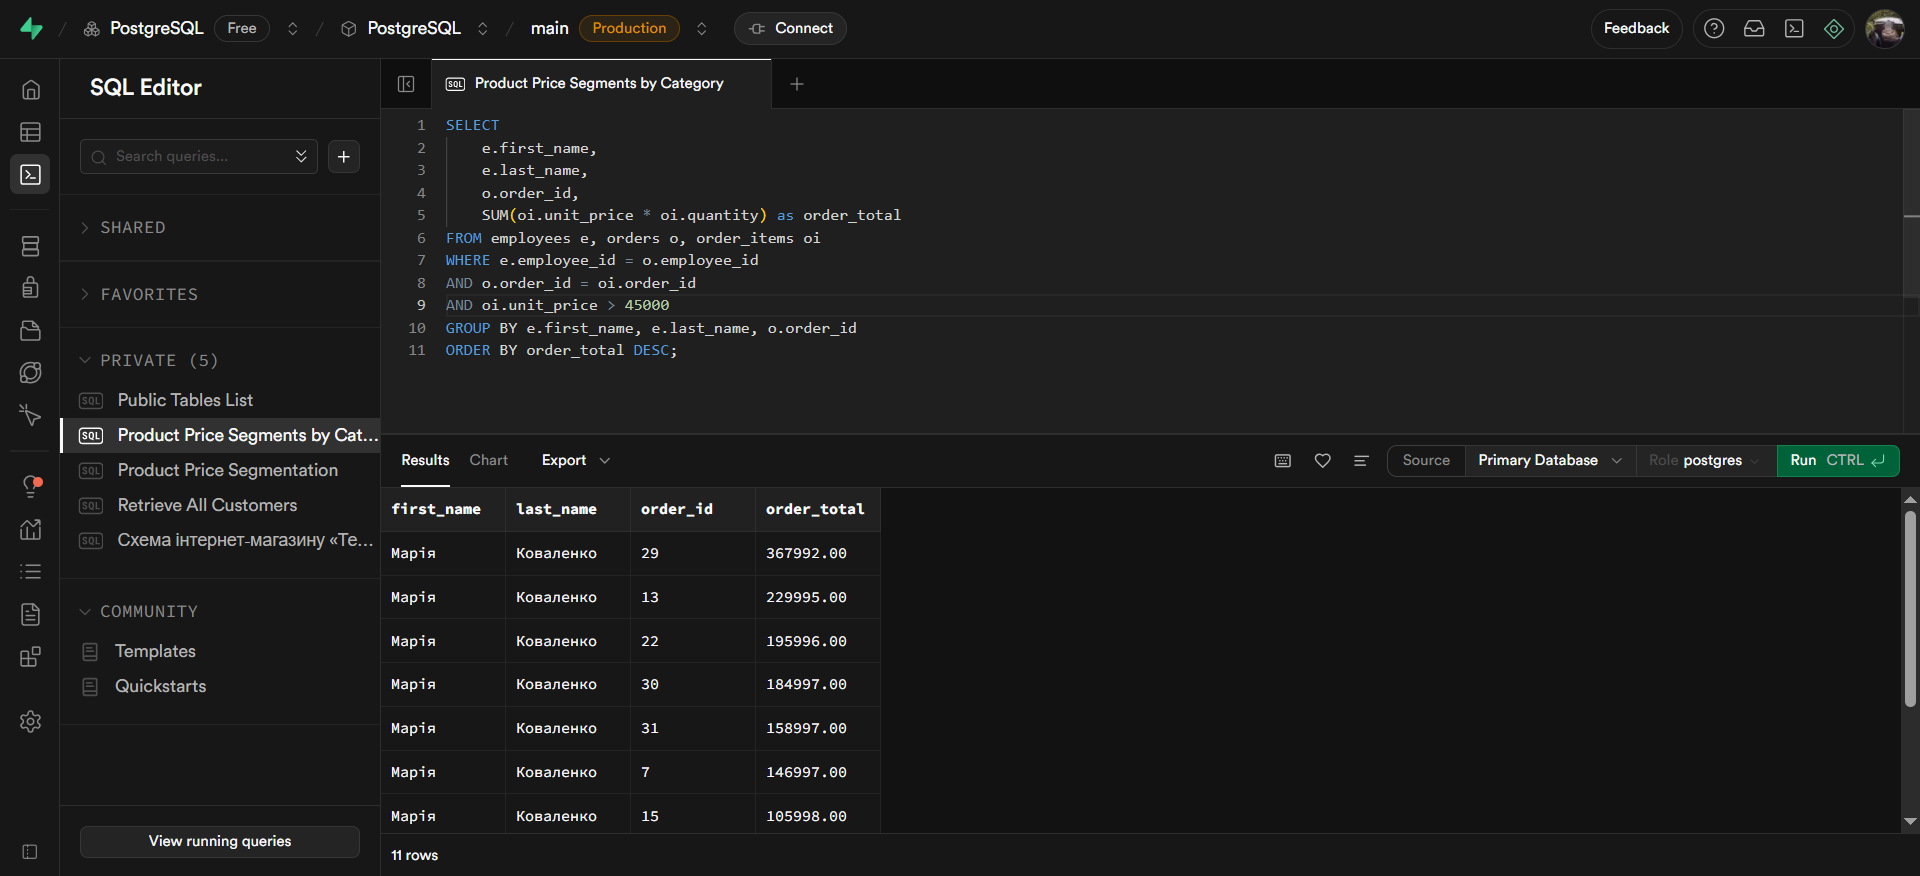 PostgreSQL Free PostgreSQL main Production Connect Feedback
SQL Editor
SQL Product Price Segments by Category
Search queries...
SHARED
FAVORITES
PRIVATE (5)
SQL Public Tables List
SQL Product Price Segments by Cat...
SQL Product Price Segmentation
SQL Retrieve All Customers
SQL Схема інтернет-магазину «Те...
COMMUNITY
Templates
Quickstarts
View running queries
1 SELECT
2 e.first_name,
3 e.last_name,
4 o.order_id,
5 SUM(oi.unit_price * oi.quantity) as order_total
6 FROM employees e, orders o, order_items oi
7 WHERE e.employee_id = o.employee_id
8 AND o.order_id = oi.order_id
9 AND oi.unit_price > 45000
10 GROUP BY e.first_name, e.last_name, o.order_id
11 ORDER BY order_total DESC;
Results Chart Export Source Primary Database Role postgres Run CTRL
first_name last_name order_id order_total
Марія Коваленко 29 367992.00
Марія Коваленко 13 229995.00
Марія Коваленко 22 195996.00
Марія Коваленко 30 184997.00
Марія Коваленко 31 158997.00
Марія Коваленко 7 146997.00
Марія Коваленко 15 105998.00
11 rows